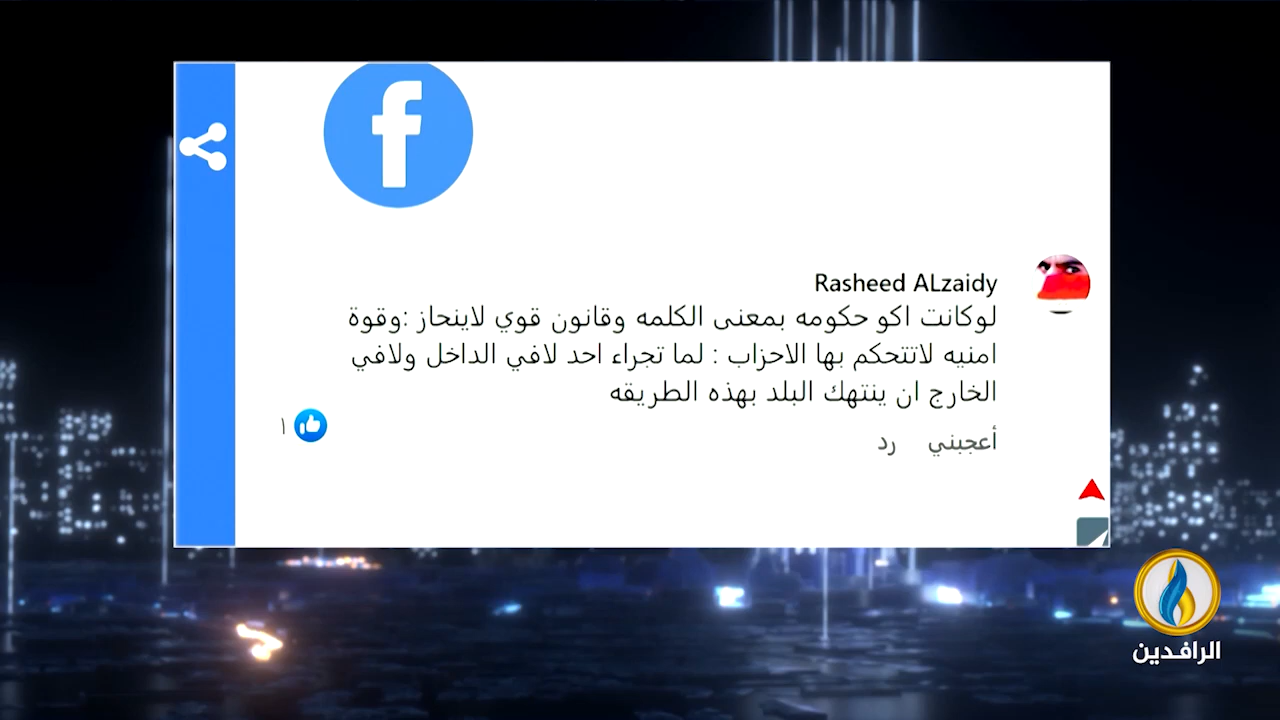 f
Rasheed ALzaidy
لوكانت اكو حكومه بمعنى الكلمه وقانون قوي لاينحاز :وقوة
امنيه لاتتحكم بها الاحزاب : لما تجراء احد لافي الداخل ولافي
الخارج ان ينتهك البلد بهذه الطريقه
١
أعجبني رد
الرافدين